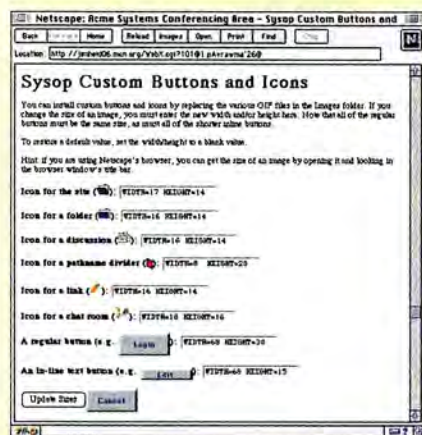 Netscape: Acme Systems Conferencing Area – Sysop Custom Buttons and
Back Home Reload Images Open Print Find Stop
Location:
Sysop Custom Buttons and Icons
You can install custom buttons and icons by replacing the various GIF files in the Images folder. If you
change the size of an image, you must enter the new width and/or height here. Note that all of the regular
buttons must be the same size, as must all of the shorter inline buttons.
To restore a default value, set the width/height to a blank value.
Hint: if you are using Netscape's browser, you can get the size of an image by opening it and looking in
the browser window's title bar.
Icon for the site ( ): WIDTH=17 HEIGHT=14
Icon for a folder ( ): WIDTH=16 HEIGHT=14
Icon for a discussion ( ): WIDTH=16 HEIGHT=14
Icon for a pathname divider ( ): WIDTH=8 HEIGHT=20
Icon for a link ( ): WIDTH=16 HEIGHT=14
Icon for a chat room ( ): HEIGHT=16
A regular button (e.g. Login ): WIDTH=68 HEIGHT=30
An in-line text button (e.g. Edit ): WIDTH=68 HEIGHT=15
Update Sizes Cancel